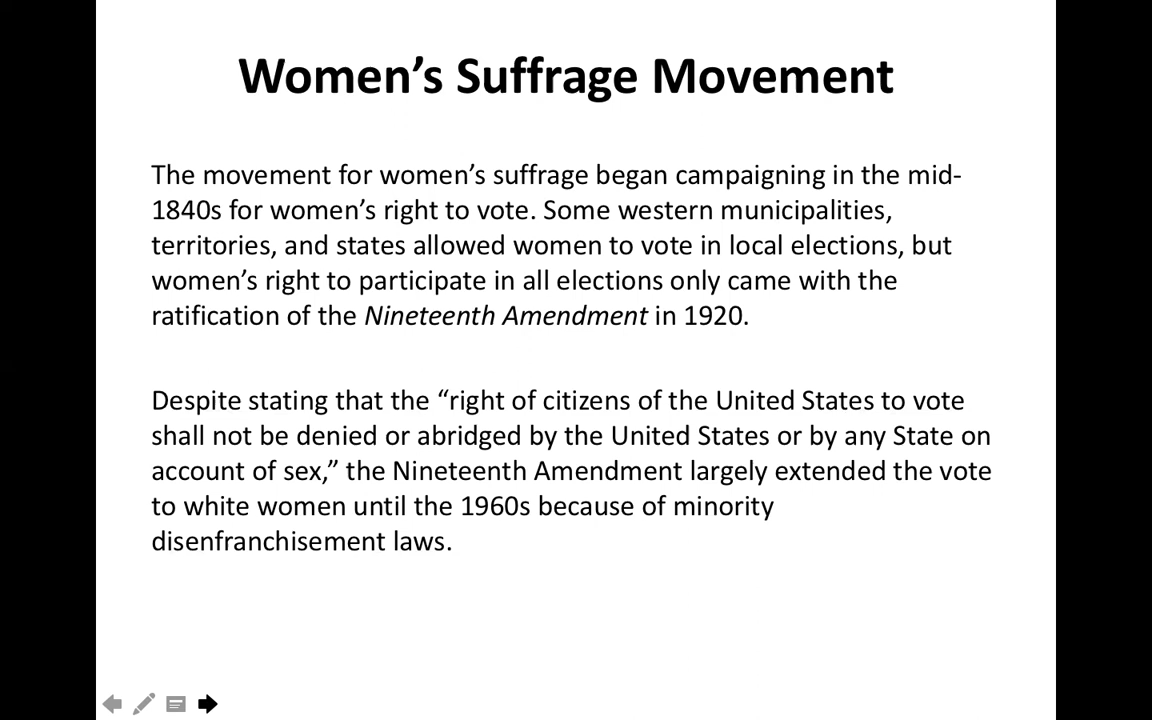 Women’s Suffrage Movement
The movement for women’s suffrage began campaigning in the mid-
1840s for women’s right to vote. Some western municipalities,
territories, and states allowed women to vote in local elections, but
women’s right to participate in all elections only came with the
ratification of the Nineteenth Amendment in 1920.
Despite stating that the “right of citizens of the United States to vote
shall not be denied or abridged by the United States or by any State on
account of sex,” the Nineteenth Amendment largely extended the vote
to white women until the 1960s because of minority
disenfranchisement laws.